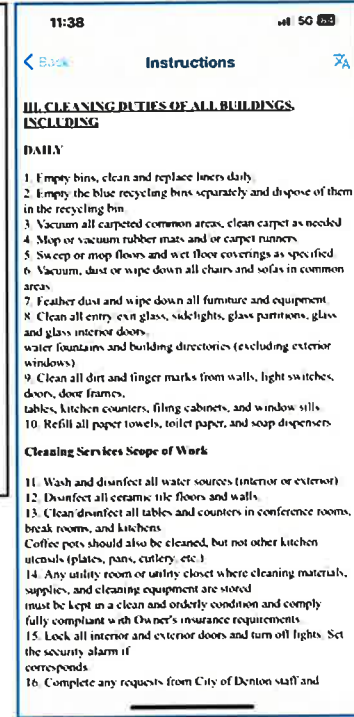 11:38
5G
Back
Instructions
III. CLEANING DUTIES OF ALL BUILDINGS,
INCLUDING
DAILY
1. Empty bins, clean and replace liners daily.
2. Empty the blue recycling bins separately and dispose of them
in the recycling bin
3. Vacuum all carpeted common areas, clean carpet as needed
4. Mop or vacuum rubber mats and/or carpet runners
5. Sweep or mop floors and wet floor coverings as specified
6. Vacuum, dust or wipe down all chairs and sofas in common
areas
7. Feather dust and wipe down all furniture and equipment
8. Clean all entry/exit glass, sidelights, glass partitions, glass
and glass interior doors,
water fountains and building directories (excluding exterior
windows)
9. Clean all dirt and finger marks from walls, light switches,
doors, door frames,
tables, kitchen counters, filing cabinets, and window sills
10. Refill all paper towels, toilet paper, and soap dispensers
Cleaning Services Scope of Work
11. Wash and disinfect all water sources (interior or exterior)
12. Disinfect all ceramic tile floors and walls
13. Clean/disinfect all tables and counters in conference rooms,
break rooms, and kitchens
Coffee pots should also be cleaned, but not other kitchen
utensils (plates, pans, cutlery, etc.)
14. Any utility room or utility closet where cleaning materials,
supplies, and cleaning equipment are stored
must be kept in a clean and orderly condition and comply
fully compliant with Owner's insurance requirements
15. Lock all interior and exterior doors and turn off lights. Set
the security alarm if
corresponds
16. Complete any requests from City of Denton staff and